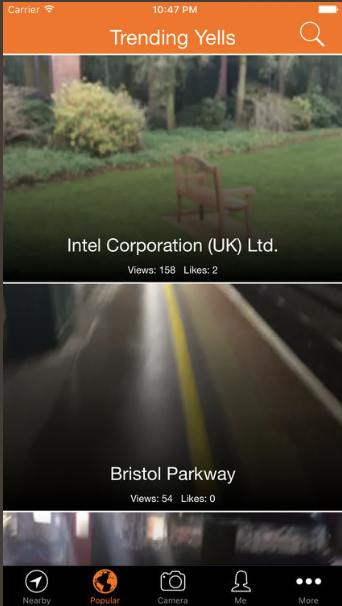 Carrier 10:47 PM
Trending Yells
Intel Corporation (UK) Ltd.
Views: 158 Likes: 2
Bristol Parkway
Views: 54 Likes: 0
Nearby Popular Camera Me More